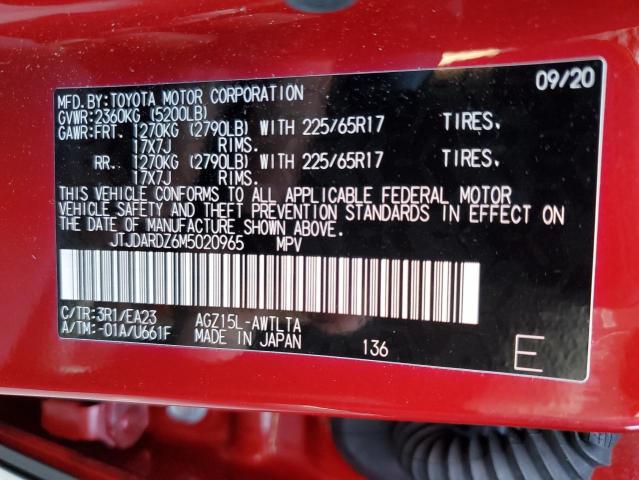 09/20
MFD.BY:TOYOTA MOTOR CORPORATION
GVWR:2360KG (5200LB)
GAWR:FRT. 1270KG (2790LB) WITH 225/65R17 TIRES.
17X7J RIMS.
RR. 1270KG (2790LB) WITH 225/65R17 TIRES.
17X7J RIMS.
THIS VEHICLE CONFORMS TO ALL APPLICABLE FEDERAL MOTOR
VEHICLE SAFETY AND THEFT PREVENTION STANDARDS IN EFFECT ON
THE DATE OF MANUFACTURE SHOWN ABOVE.
JTJDARDZ6M5020965 MPV
C/TR:3R1/EA23 AGZ15L-AWTLTA
A/TM:-01A/U661F MADE IN JAPAN 136 E